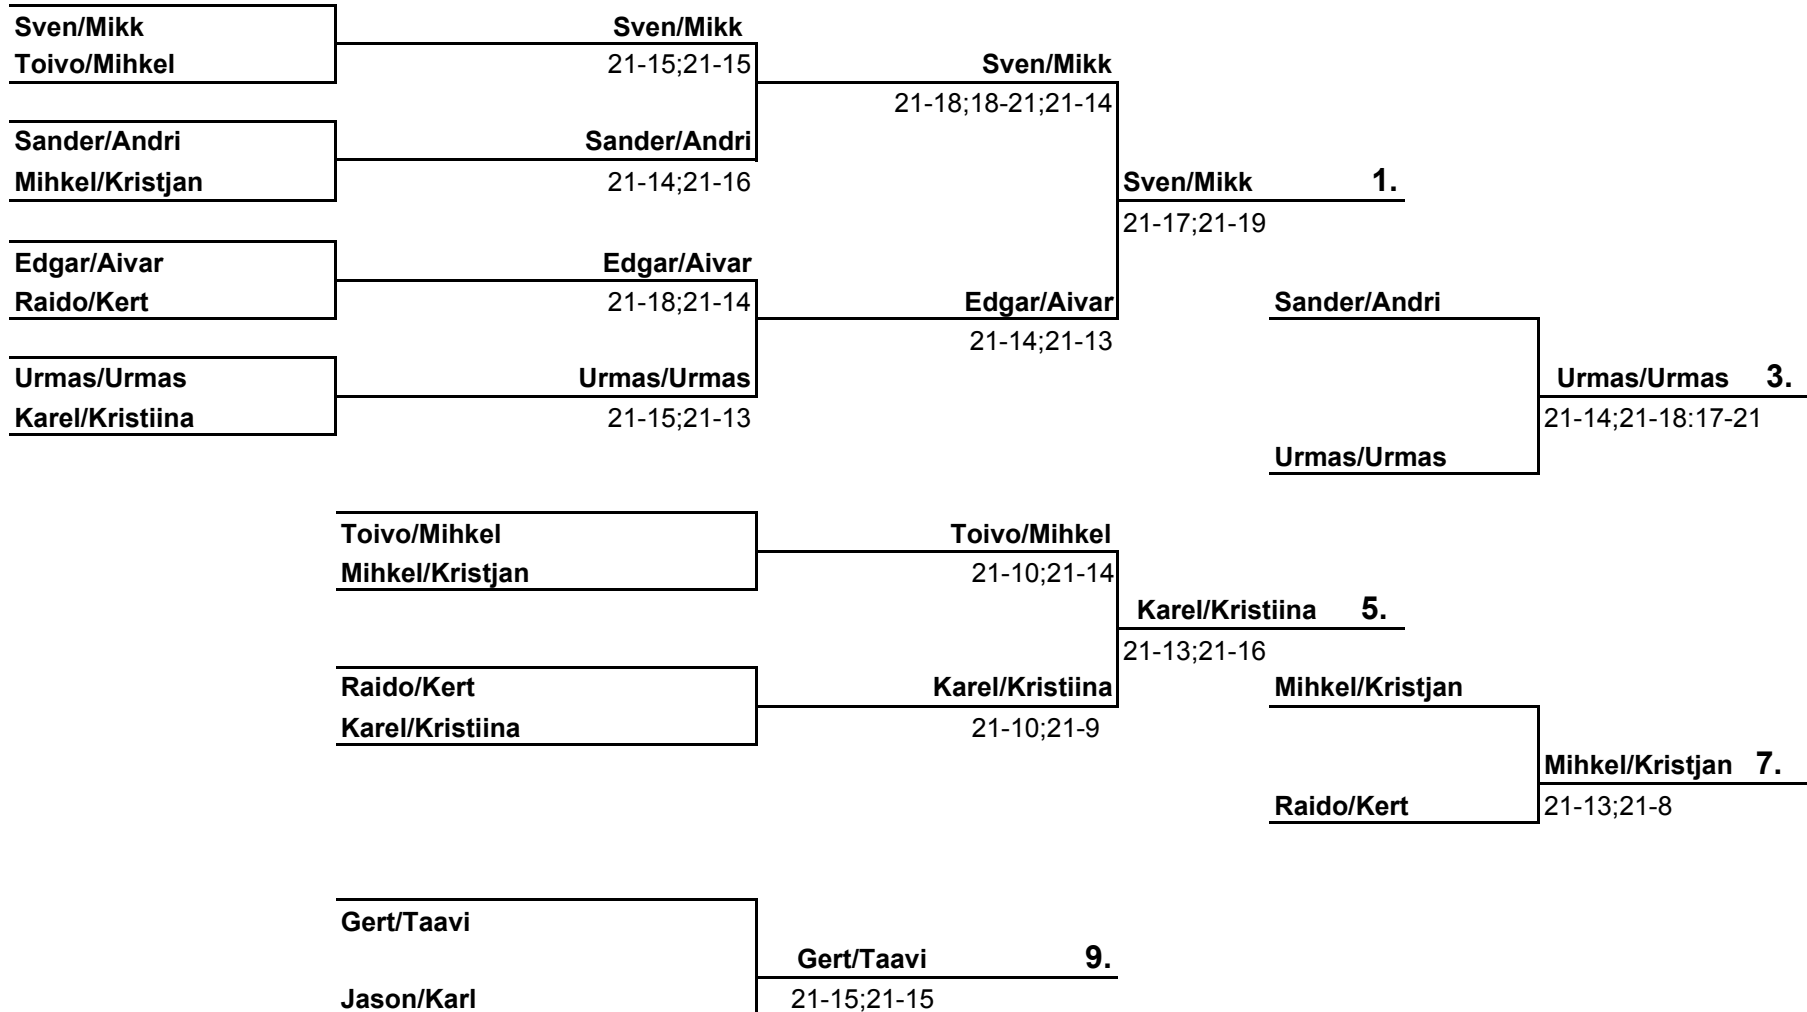 Sven/Mikk Sven/Mikk
Toivo/Mihkel 21-15;21-15 Sven/Mikk
21-18;18-21;21-14
Sander/Andri Sander/Andri
Mihkel/Kristjan 21-14;21-16 Sven/Mikk 1.
21-17;21-19
Edgar/Aivar Edgar/Aivar
Raido/Kert 21-18;21-14 Edgar/Aivar Sander/Andri
21-14;21-13
Urmas/Urmas Urmas/Urmas Urmas/Urmas 3.
Karel/Kristiina 21-15;21-13 21-14;21-18:17-21
Urmas/Urmas
Toivo/Mihkel Toivo/Mihkel
Mihkel/Kristjan 21-10;21-14
Karel/Kristiina 5.
21-13;21-16
Raido/Kert Karel/Kristiina Mihkel/Kristjan
Karel/Kristiina 21-10;21-9
Mihkel/Kristjan 7.
Raido/Kert 21-13;21-8
Gert/Taavi
Gert/Taavi 9.
Jason/Karl 21-15;21-15